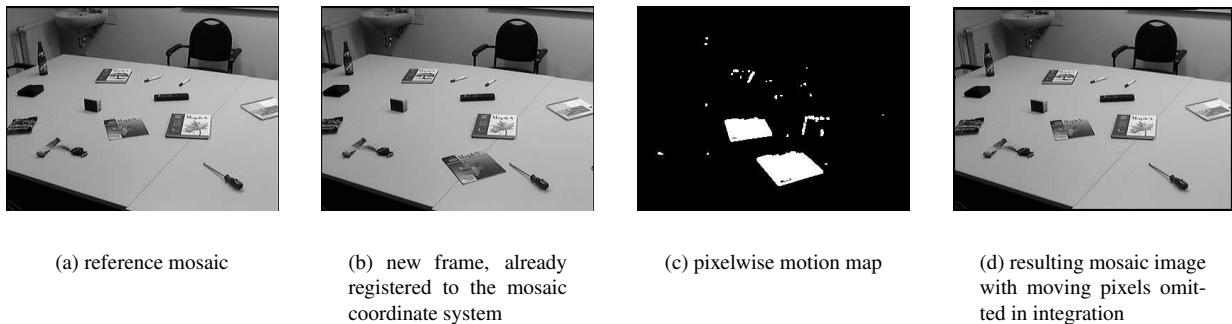 (a) reference mosaic
(b) new frame, already
registered to the mosaic
coordinate system
(c) pixelwise motion map
(d) resulting mosaic image
with moving pixels omit-
ted in integration